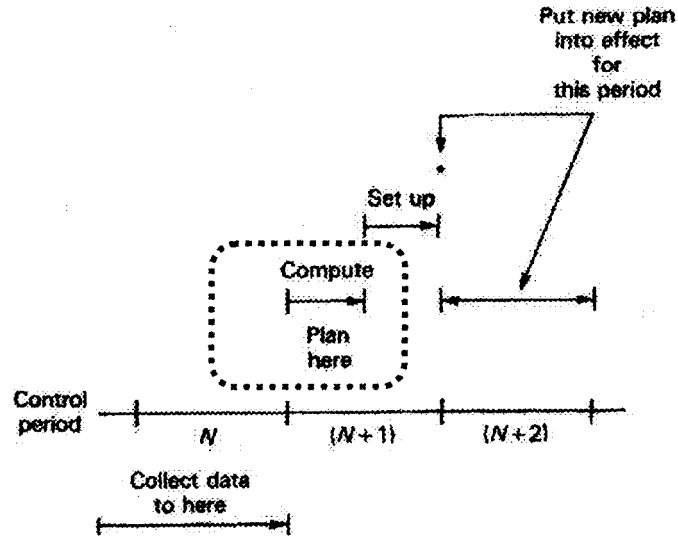 Put new plan
into effect
for
this period
Set up
Compute
Plan
here
Control
period
N
(N+1)
(N+2)
Collect data
to here